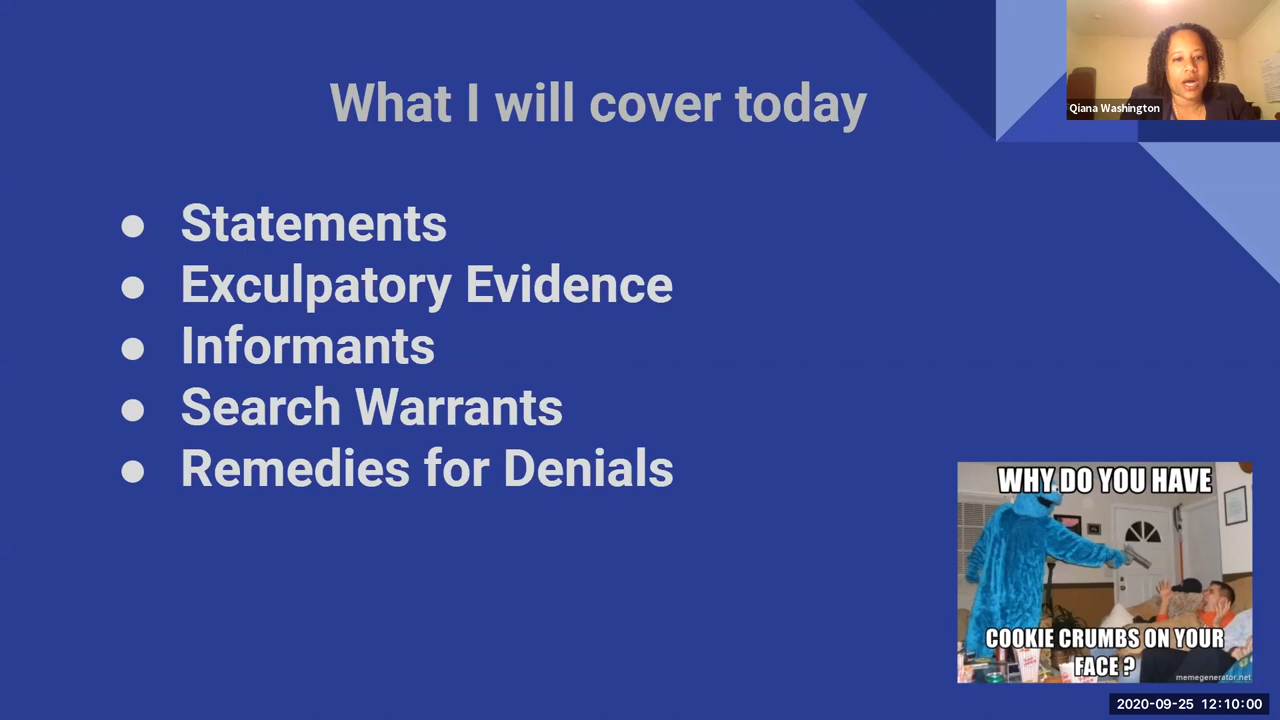 What I will cover today
Qiana Washington
● Statements
● Exculpatory Evidence
● Informants
● Search Warrants
● Remedies for Denials
WHY DO YOU HAVE
COOKIE CRUMBS ON YOUR
FACE ?
memegenerator.net
2020-09-25 12:10:00